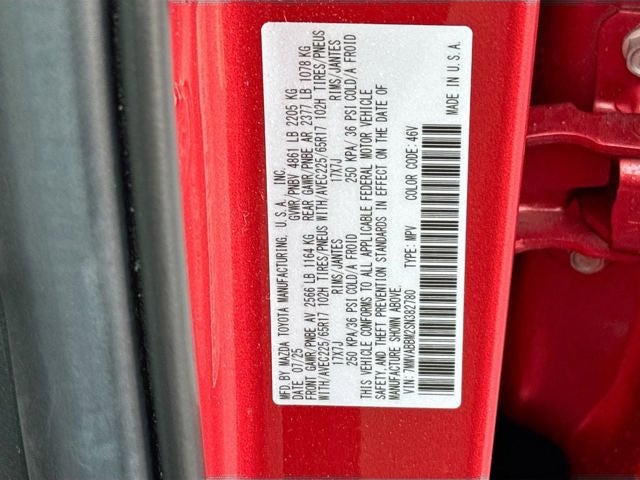 MFD.BY MAZDA TOYOTA MANUFACTURING, U.S.A. INC.
DATE 07/25 GVWR/PNBV 4861 LB 2205 KG
FRONT GAWR/PNBE AV 2566 LB 1164 KG REAR GAWR/PNBE AR 2377 LB 1078 KG
WITH/AVEC225/65R17 102H TIRES/PNEUS WITH/AVEC225/65R17 102H TIRES/PNEUS
17X7J RIMS/JANTES 17X7J RIMS/JANTES
250 KPA/36 PSI COLD/A FROID 250 KPA/ 36 PSI COLD/A FROID
THIS VEHICLE CONFORMS TO ALL APPLICABLE FEDERAL MOTOR VEHICLE
SAFETY, AND THEFT PREVENTION STANDARDS IN EFFECT ON THE DATE OF
MANUFACTURE SHOWN ABOVE.
VIN: 7MMVABBM2SN382780 TYPE: MPV COLOR CODE: 46V
MADE IN U.S.A.